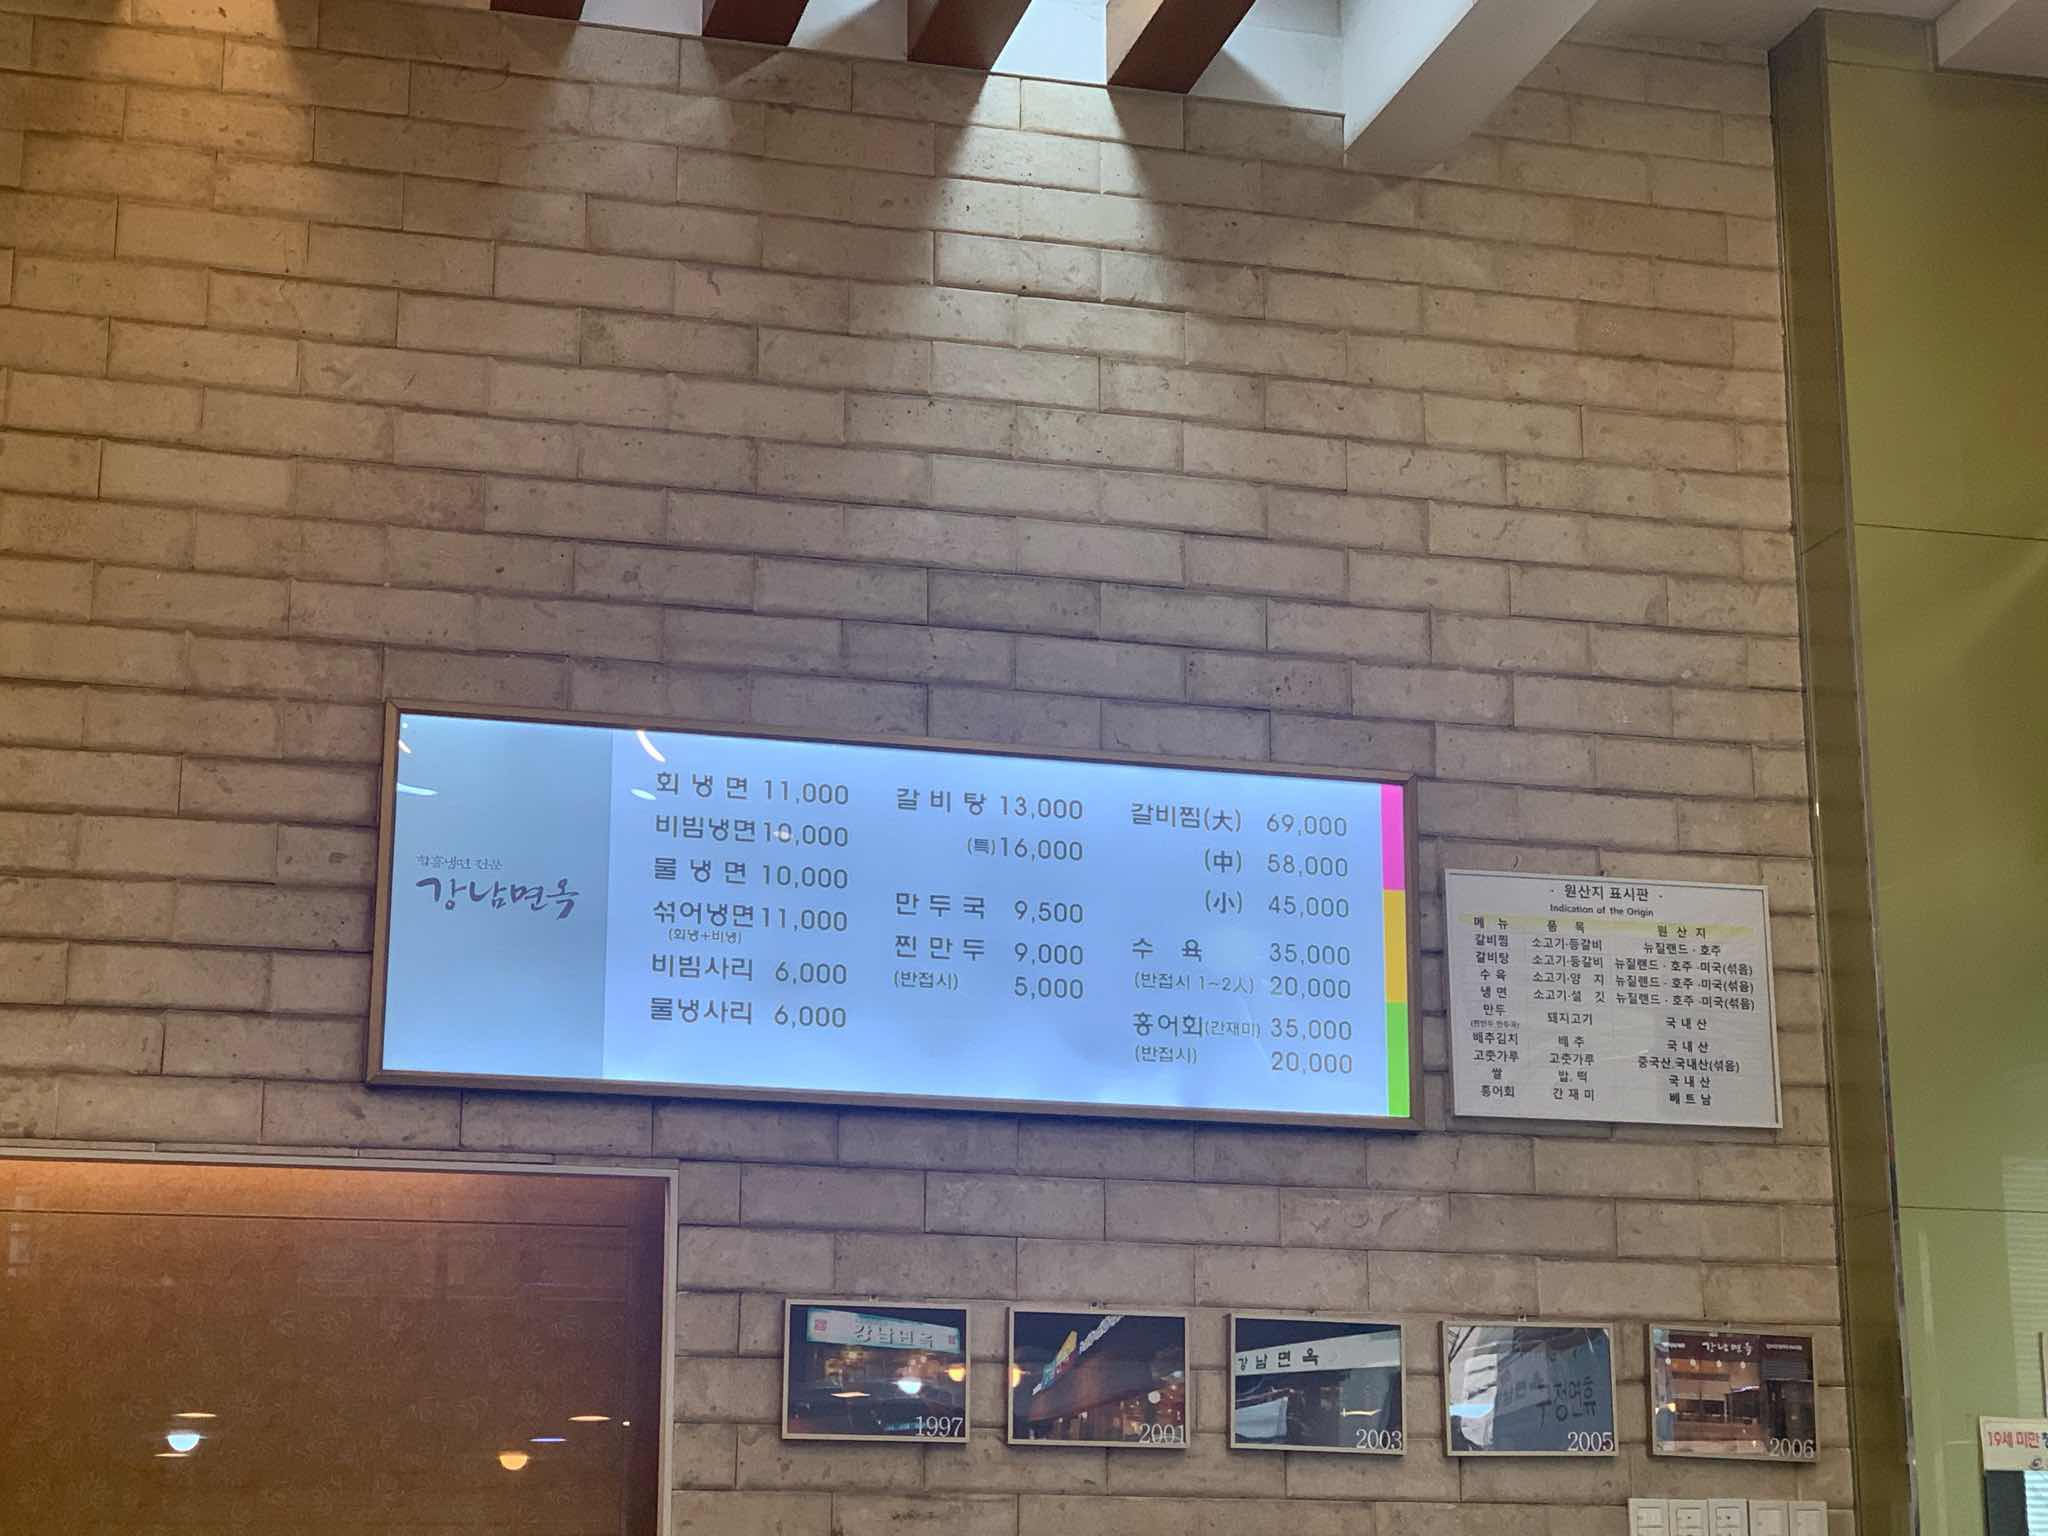 함흥냉면 전문
강남면옥
회 냉 면 11,000
비빔냉면 10,000
물 냉 면 10,000
섞어냉면 11,000
(회냉+비냉)
비빔사리 6,000
물냉사리 6,000
갈 비 탕 13,000
(특) 16,000
만 두 국 9,500
찐 만 두 9,000
(반접시) 5,000
갈비찜(大) 69,000
(中) 58,000
(小) 45,000
수 육 35,000
(반접시 1~2人) 20,000
홍어회(간재미) 35,000
(반접시) 20,000
· 원산지 표시판 ·
Indication of the Origin
메 뉴 품 목 원 산 지
갈비찜 소고기·등갈비 뉴질랜드 · 호주
갈비탕 소고기·등갈비 뉴질랜드 · 호주 ·미국(섞음)
수 육 소고기·양 지 뉴질랜드 · 호주 ·미국(섞음)
냉 면 소고기·설 깃 뉴질랜드 · 호주 ·미국(섞음)
만두 돼지고기 국 내 산
(찐만두 만두국)
배추김치 배 추 국 내 산
고춧가루 고춧가루 중국산.국내산(섞음)
쌀 밥. 떡 국 내 산
홍어회 간 재 미 베 트 남
강남면옥
1997
2001
강남면옥
2003
구정연휴
2005
강남면옥
2006
19세 미만